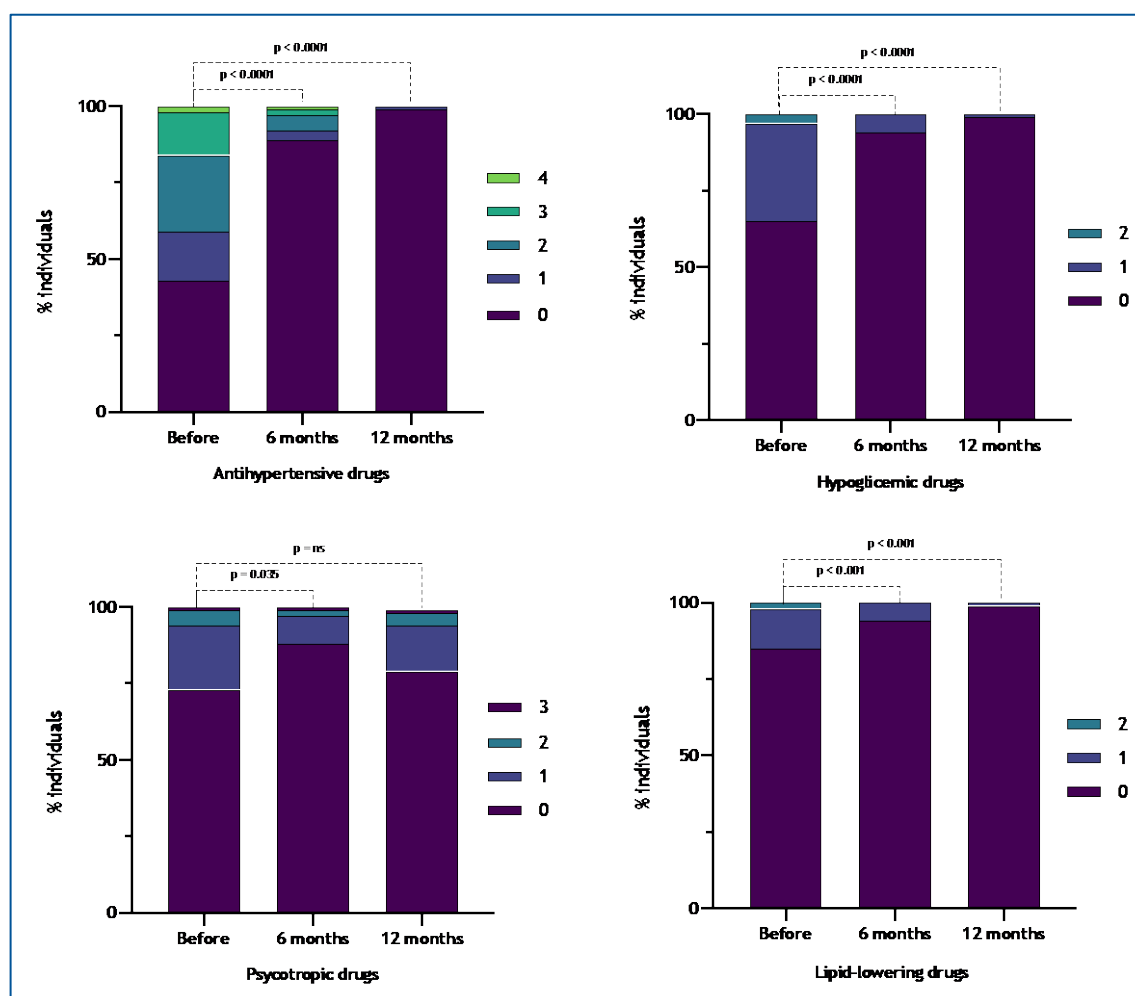 p < 0.0001
p < 0.0001
100
50
0
% individuals
4
3
2
1
0
Before 6 months 12 months
Antihypertensive drugs
p < 0.0001
p < 0.0001
100
50
0
% individuals
2
1
0
Before 6 months 12 months
Hypoglicemic drugs
p = ns
p = 0.035
100
50
0
% individuals
3
2
1
0
Before 6 months 12 months
Psycotropic drugs
p < 0.001
p < 0.001
100
50
0
% individuals
2
1
0
Before 6 months 12 months
Lipid-lowering drugs